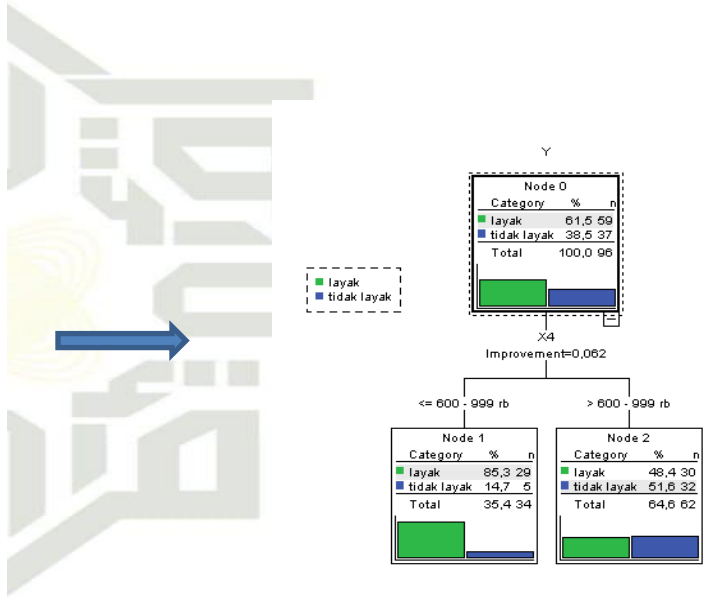 Y
Node 0
Category % n
layak 61,5 59
tidak layak 38,5 37
Total 100,0 96
layak
tidak layak
X4
Improvement=0,062
<= 600 - 999 rb
> 600 - 999 rb
Node 1
Category % n
layak 85,3 29
tidak layak 14,7 5
Total 35,4 34
Node 2
Category % n
layak 48,4 30
tidak layak 51,6 32
Total 64,6 62